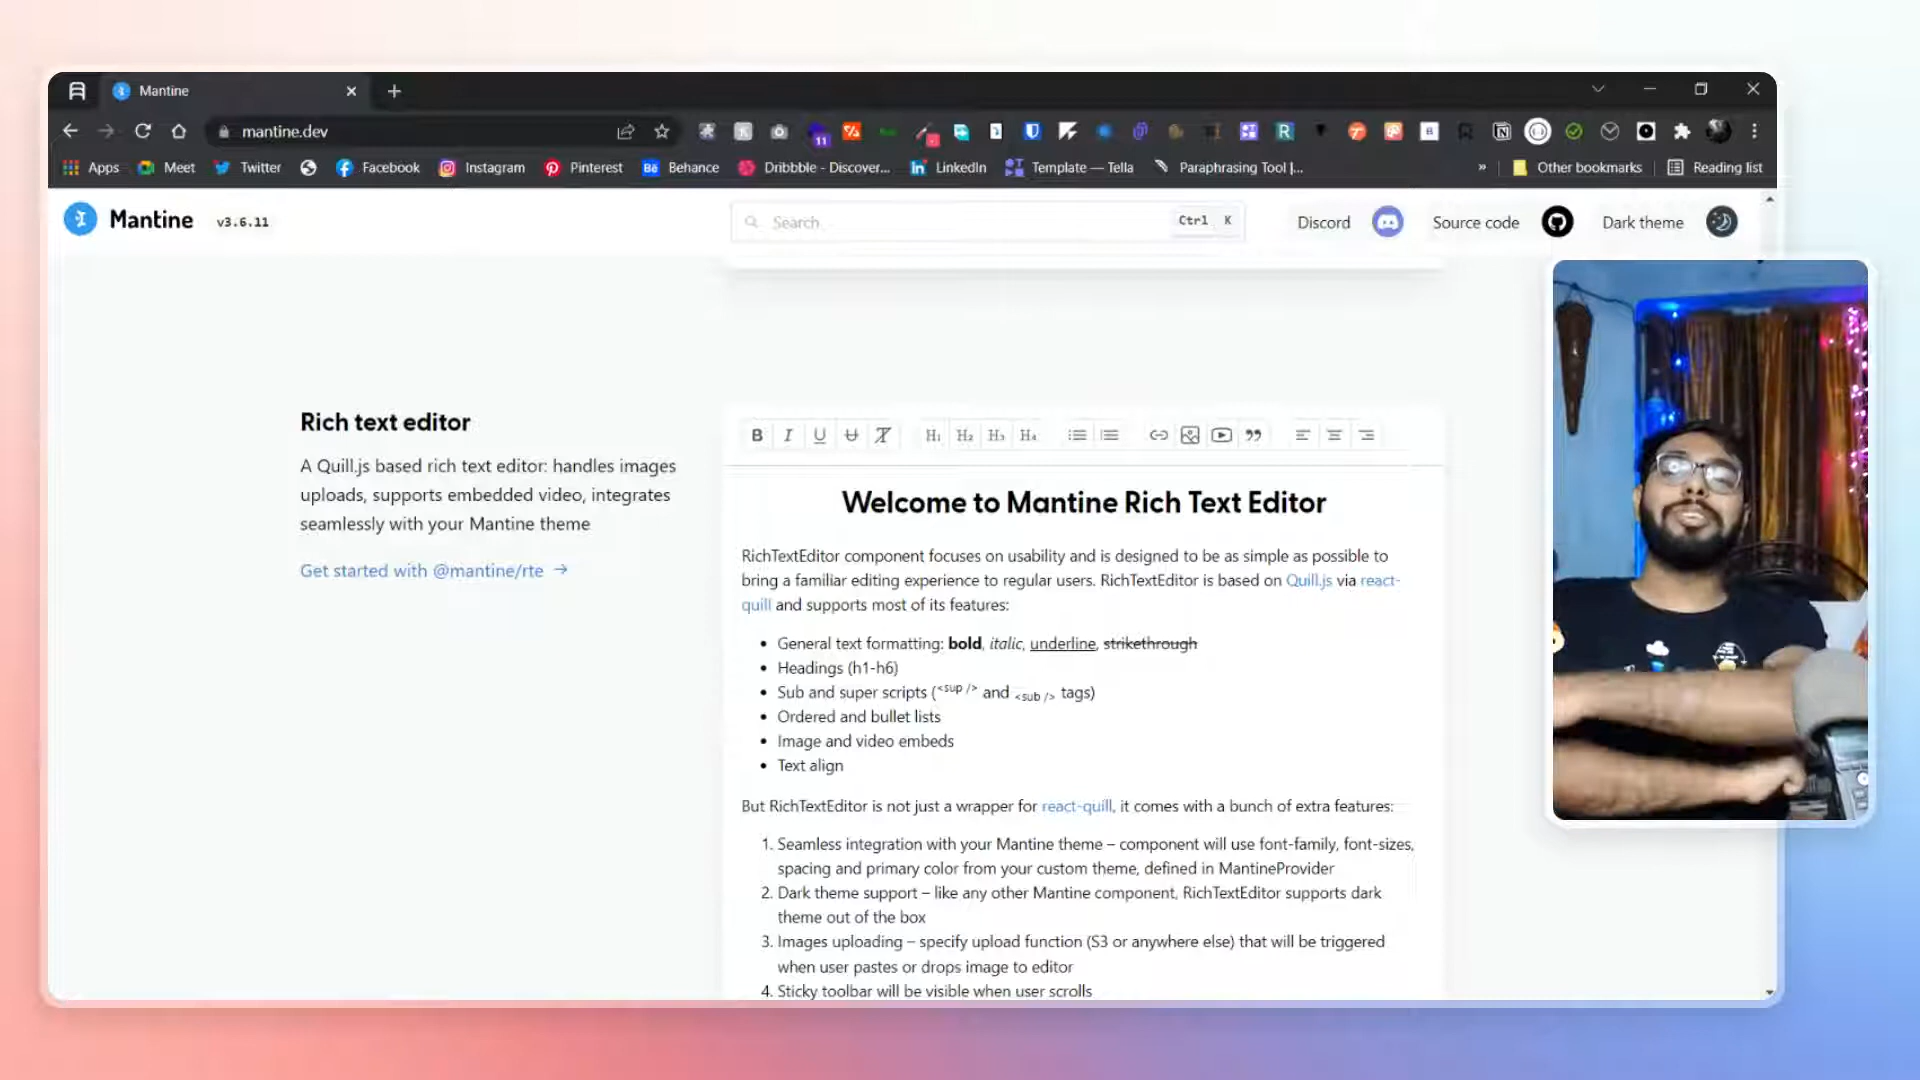 Mantine
mantine.dev
11
Apps Meet Twitter Facebook Instagram Pinterest Behance Dribbble - Discover... LinkedIn Template — Tella Paraphrasing Tool |... » Other bookmarks Reading list
Mantine v3.6.11 Search Ctrl K Discord Source code Dark theme
Rich text editor
A Quill.js based rich text editor: handles images
uploads, supports embedded video, integrates
seamlessly with your Mantine theme
Get started with @mantine/rte →
B I U H1 H2 H3 H4
Welcome to Mantine Rich Text Editor
RichTextEditor component focuses on usability and is designed to be as simple as possible to
bring a familiar editing experience to regular users. RichTextEditor is based on Quill.js via react-
quill and supports most of its features:
• General text formatting: bold, italic, underline, strikethrough
• Headings (h1-h6)
• Sub and super scripts (<sup /> and <sub /> tags)
• Ordered and bullet lists
• Image and video embeds
• Text align
But RichTextEditor is not just a wrapper for react-quill, it comes with a bunch of extra features:
1. Seamless integration with your Mantine theme – component will use font-family, font-sizes,
spacing and primary color from your custom theme, defined in MantineProvider
2. Dark theme support – like any other Mantine component, RichTextEditor supports dark
theme out of the box
3. Images uploading – specify upload function (S3 or anywhere else) that will be triggered
when user pastes or drops image to editor
4. Sticky toolbar will be visible when user scrolls